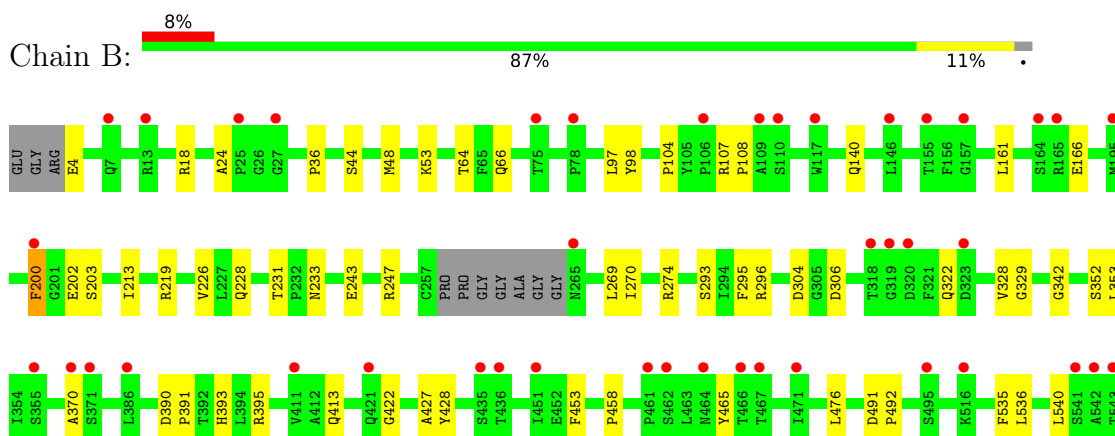 8%
Chain B:
87% 11% •
GLU GLY ARG E4 Q7 R13 R18 A24 P25 G26 G27 P36 S44 M48 K53 T64 F65 Q66 T75 P78 L97 Y98 P104 Y105 P106 R107 P108 A109 S110 W117 Q140 L146 T155 F156 G157 L161 S164 R165 E166 M195
F200 G201 E202 S203 I213 R219 V226 L227 Q228 T231 P232 N233 E243 R247 C257 PRO PRO GLY GLY ALA GLY GLY N265 L269 I270 R274 S293 I294 F295 R296 D304 G305 D306 T318 G319 D320 F321 Q322 D323 V328 G329 G342 S352 L353
I354 S355 A370 S371 L386 D390 P391 T392 H393 L394 R395 V411 A412 Q413 Q421 G422 A427 Y428 S435 T436 I451 E452 F453 P458 P461 S462 L463 N464 Y465 T466 T467 I471 L476 D491 P492 S495 K516 F535 L536 L540 S541 A542 T543